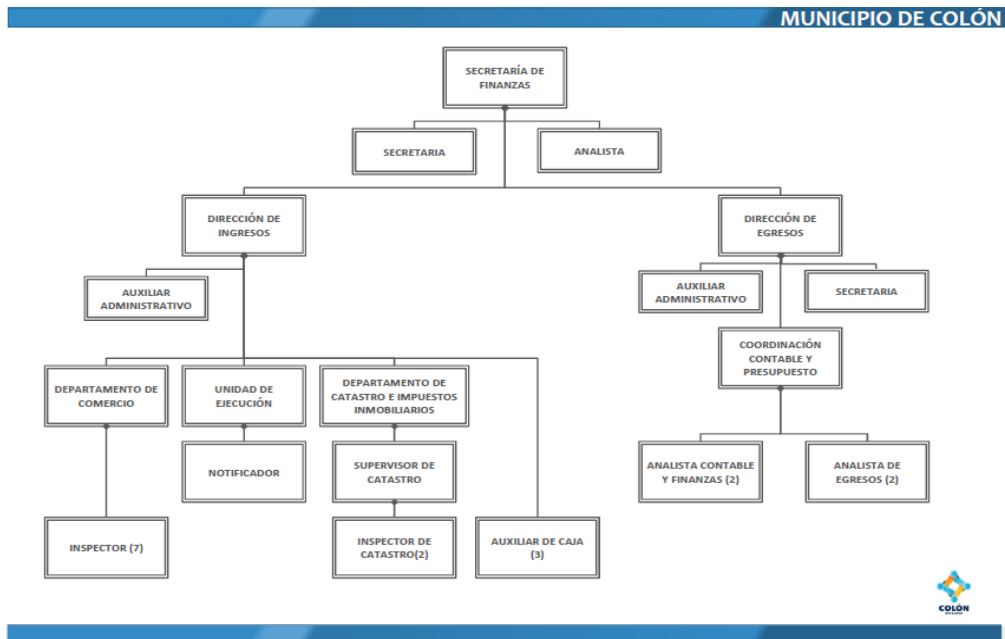 MUNICIPIO DE COLÓN
SECRETARÍA DE
FINANZAS
SECRETARIA
ANALISTA
DIRECCIÓN DE
INGRESOS
DIRECCIÓN DE
EGRESOS
AUXILIAR
ADMINISTRATIVO
AUXILIAR
ADMINISTRATIVO
SECRETARIA
COORDINACIÓN
CONTABLE Y
PRESUPUESTO
DEPARTAMENTO DE
COMERCIO
UNIDAD DE
EJECUCIÓN
DEPARTAMENTO DE
CATASTRO E IMPUESTOS
INMOBILIARIOS
NOTIFICADOR
SUPERVISOR DE
CATASTRO
ANALISTA CONTABLE
Y FINANZAS (2)
ANALISTA DE
EGRESOS (2)
INSPECTOR (7)
INSPECTOR DE
CATASTRO(2)
AUXILIAR DE CAJA
(3)
COLÓN